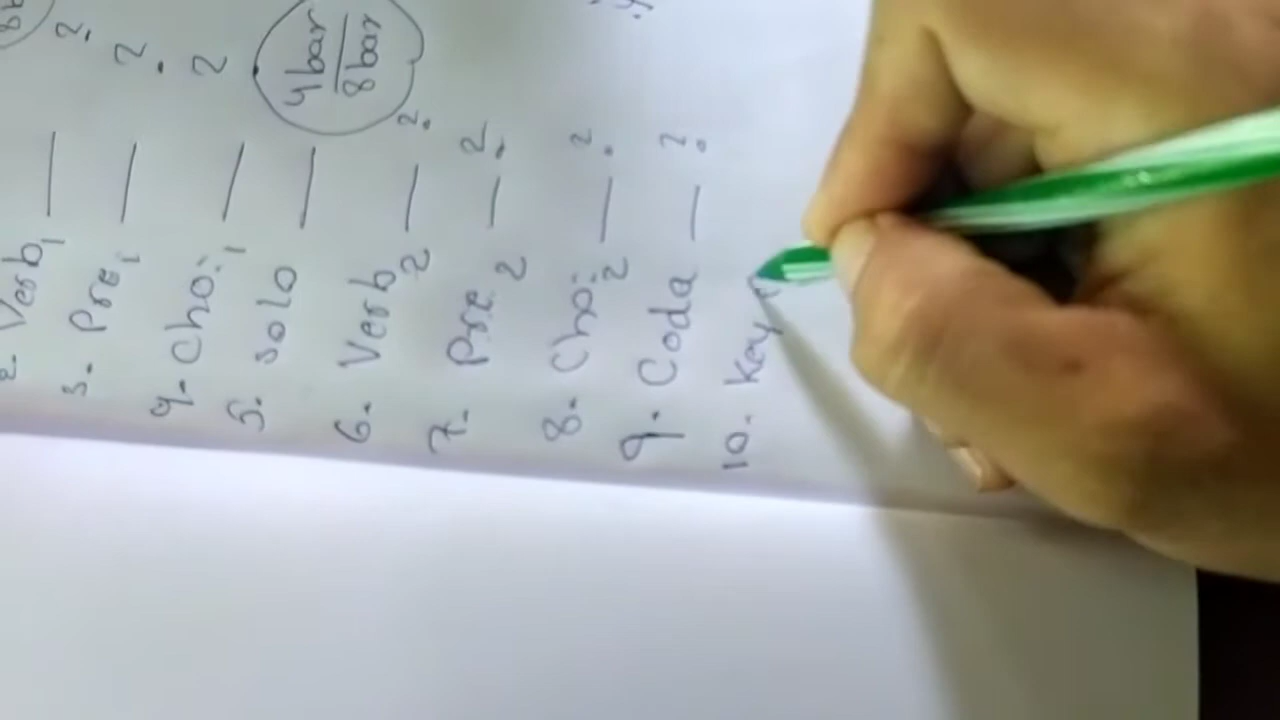 2. Verb1 —— ?
3. Pre1 —— ?
4. Cho:1 —— ?
5. Solo —— 4bar
8bar
6. Verb2 —— ?
7. Pre2 —— ?
8. Cho:2 —— ?
9. Coda —— ?
10. Key